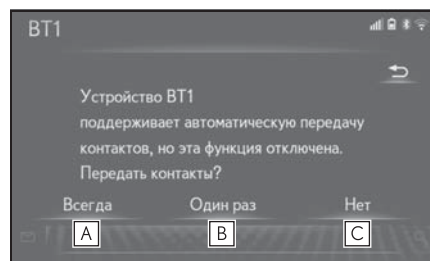 BT1
Устройство BT1
поддерживает автоматическую передачу
контактов, но эта функция отключена.
Передать контакты?
Всегда Один раз Нет
A B C